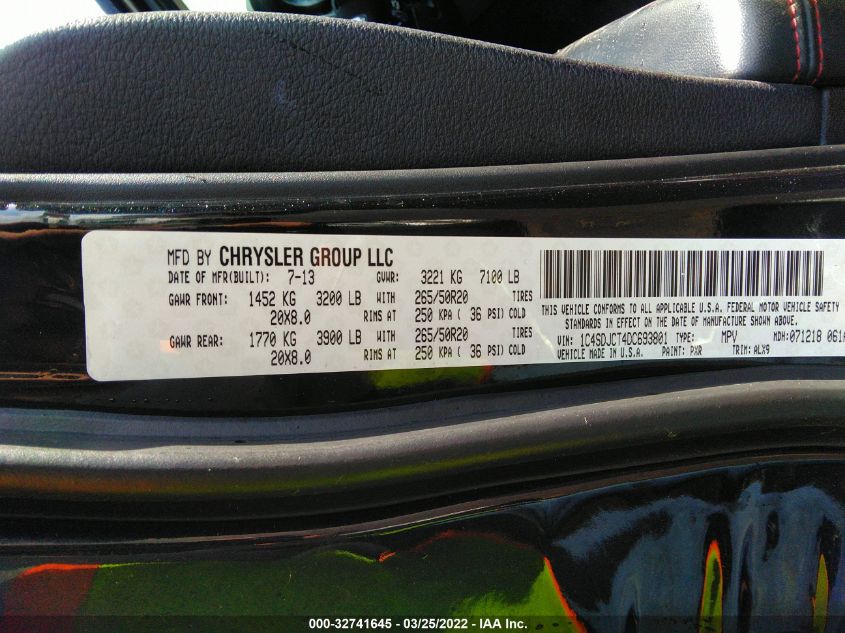 MFD BY CHRYSLER GROUP LLC
DATE OF MFR(BUILT): 7-13 GVWR: 3221 KG 7100 LB
GAWR FRONT: 1452 KG 3200 LB WITH 265/50R20 TIRES
20X8.0 RIMS AT 250 KPA ( 36 PSI) COLD
GAWR REAR: 1770 KG 3900 LB WITH 265/50R20 TIRES
20X8.0 RIMS AT 250 KPA ( 36 PSI) COLD
THIS VEHICLE CONFORMS TO ALL APPLICABLE U.S.A. FEDERAL MOTOR VEHICLE SAFETY
STANDARDS IN EFFECT ON THE DATE OF MANUFACTURE SHOWN ABOVE.
VIN: 1C4SDJCT4DC693801 TYPE: MPV MDH: 071218 061
VEHICLE MADE IN U.S.A. PAINT: PXR TRIM: ALX9
000-32741645 - 03/25/2022 - IAA Inc.